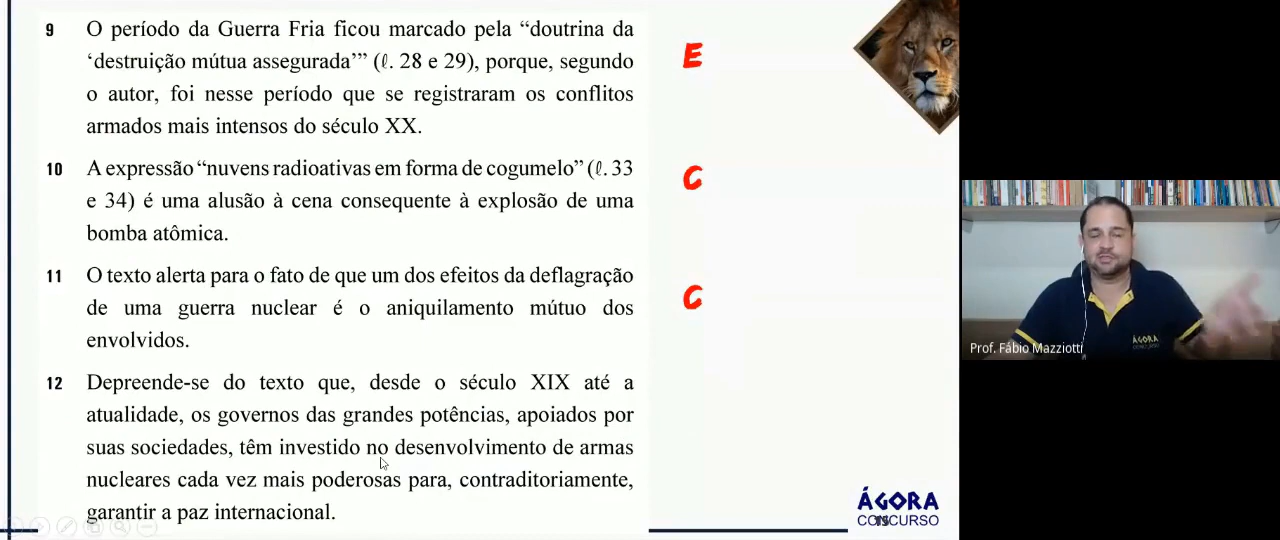 9 O período da Guerra Fria ficou marcado pela “doutrina da
‘destruição mútua assegurada’” (ℓ. 28 e 29), porque, segundo
o autor, foi nesse período que se registraram os conflitos
armados mais intensos do século XX.
E
10 A expressão “nuvens radioativas em forma de cogumelo” (ℓ. 33
e 34) é uma alusão à cena consequente à explosão de uma
bomba atômica.
C
11 O texto alerta para o fato de que um dos efeitos da deflagração
de uma guerra nuclear é o aniquilamento mútuo dos
envolvidos.
C
12 Depreende-se do texto que, desde o século XIX até a
atualidade, os governos das grandes potências, apoiados por
suas sociedades, têm investido no desenvolvimento de armas
nucleares cada vez mais poderosas para, contraditoriamente,
garantir a paz internacional.
ÁGORA
CONCURSO
15
ÁGORA
Prof. Fábio Mazziotti